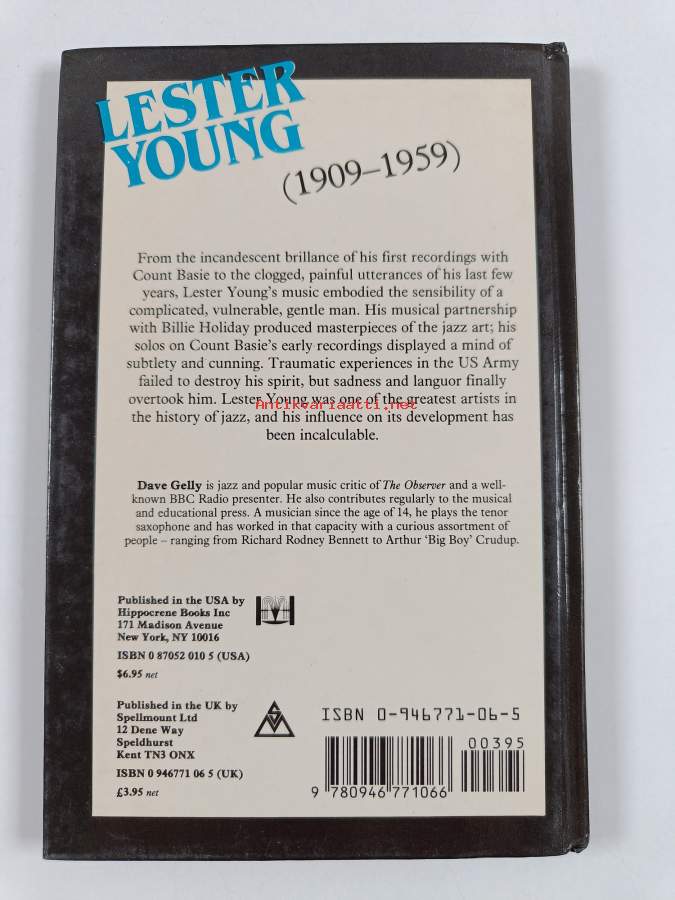 LESTER
YOUNG
(1909–1959)
From the incandescent brillance of his first recordings with
Count Basie to the clogged, painful utterances of his last few
years, Lester Young's music embodied the sensibility of a
complicated, vulnerable, gentle man. His musical partnership
with Billie Holiday produced masterpieces of the jazz art; his
solos on Count Basie's early recordings displayed a mind of
subtlety and cunning. Traumatic experiences in the US Army
failed to destroy his spirit, but sadness and languor finally
overtook him. Lester Young was one of the greatest artists in
Antikvariaatti.net
the history of jazz, and his influence on its development has
been incalculable.
Dave Gelly is jazz and popular music critic of The Observer and a well-
known BBC Radio presenter. He also contributes regularly to the musical
and educational press. A musician since the age of 14, he plays the tenor
saxophone and has worked in that capacity with a curious assortment of
people – ranging from Richard Rodney Bennett to Arthur 'Big Boy' Crudup.
Published in the USA by
Hippocrene Books Inc
171 Madison Avenue
New York, NY 10016
ISBN 0 87052 010 5 (USA)
$6.95 net
Published in the UK by
Spellmount Ltd
12 Dene Way
Speldhurst
Kent TN3 ONX
ISBN 0 946771 06 5 (UK)
£3.95 net
ISBN 0-946771-06-5
00395
9 780946 771066